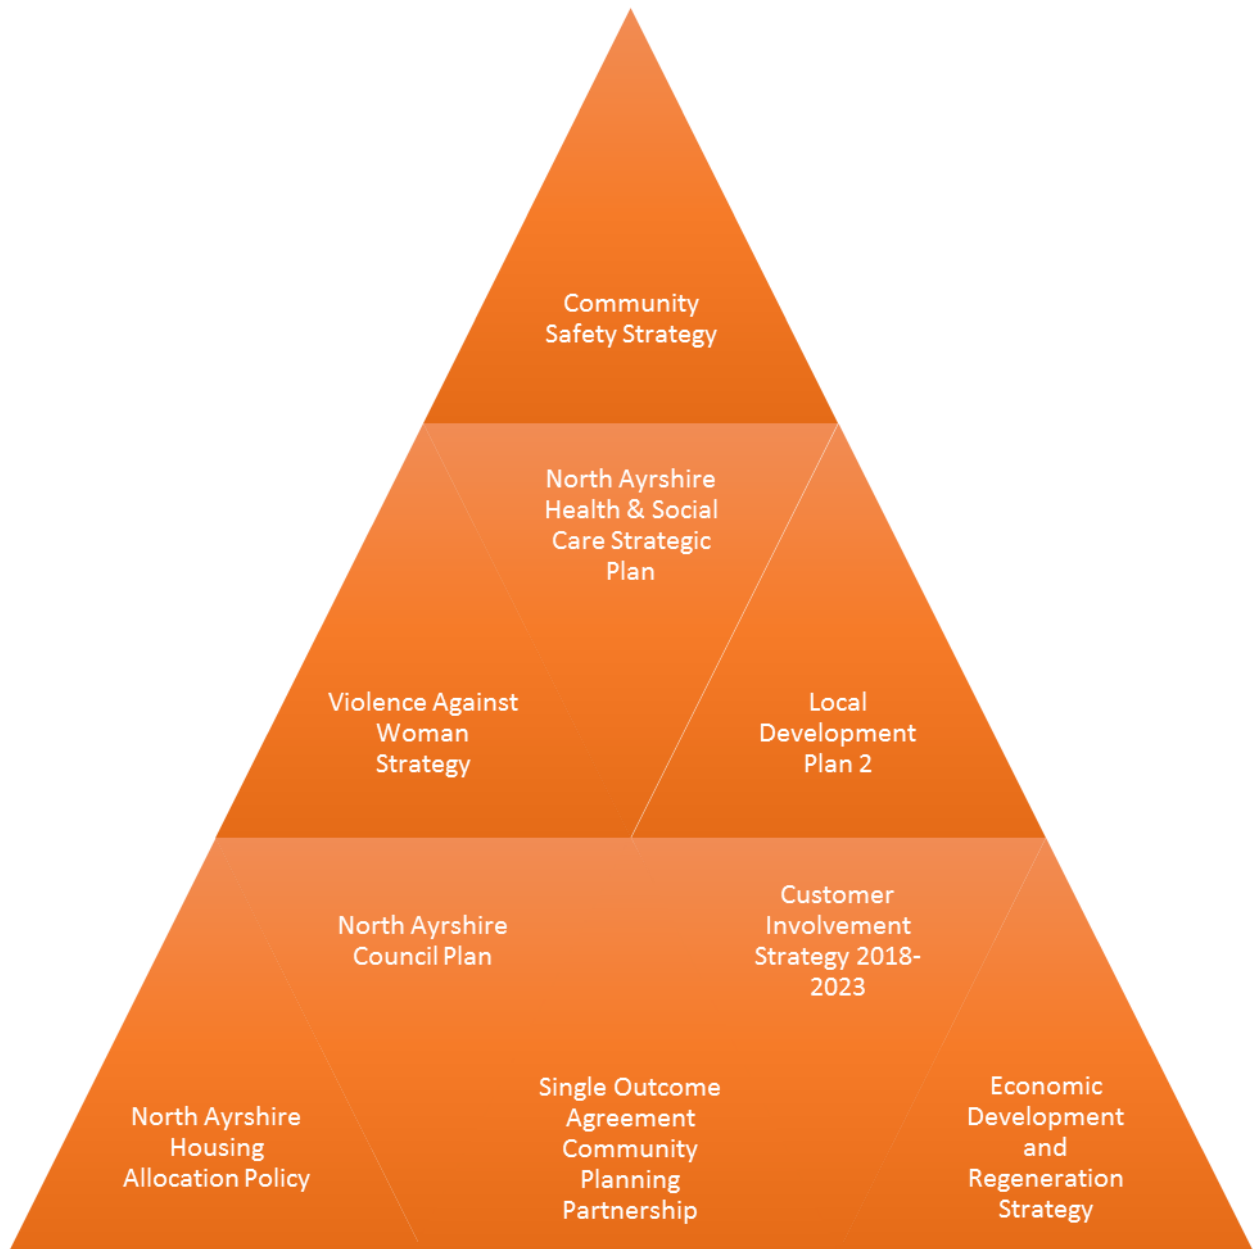 Community
Safety Strategy
North Ayrshire
Health & Social
Care Strategic
Plan
Violence Against
Woman
Strategy
Local
Development
Plan 2
North Ayrshire
Council Plan
Customer
Involvement
Strategy 2018-
2023
North Ayrshire
Housing
Allocation Policy
Single Outcome
Agreement
Community
Planning
Partnership
Economic
Development
and
Regeneration
Strategy